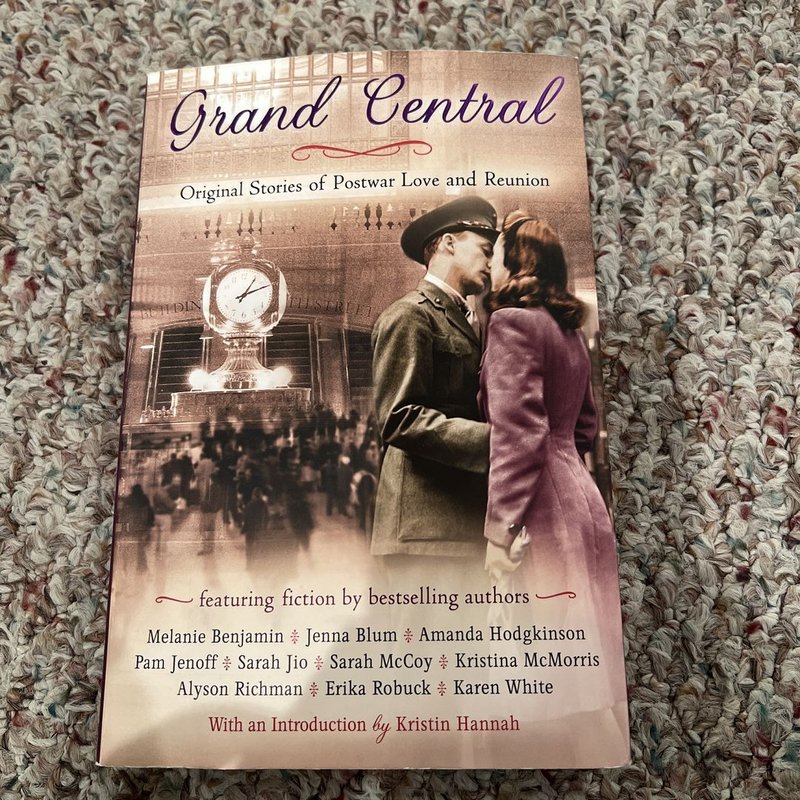 Grand Central
Original Stories of Postwar Love and Reunion
featuring fiction by bestselling authors
Melanie Benjamin Jenna Blum Amanda Hodgkinson
Pam Jenoff Sarah Jio Sarah McCoy Kristina McMorris
Alyson Richman Erika Robuck Karen White
With an Introduction by Kristin Hannah